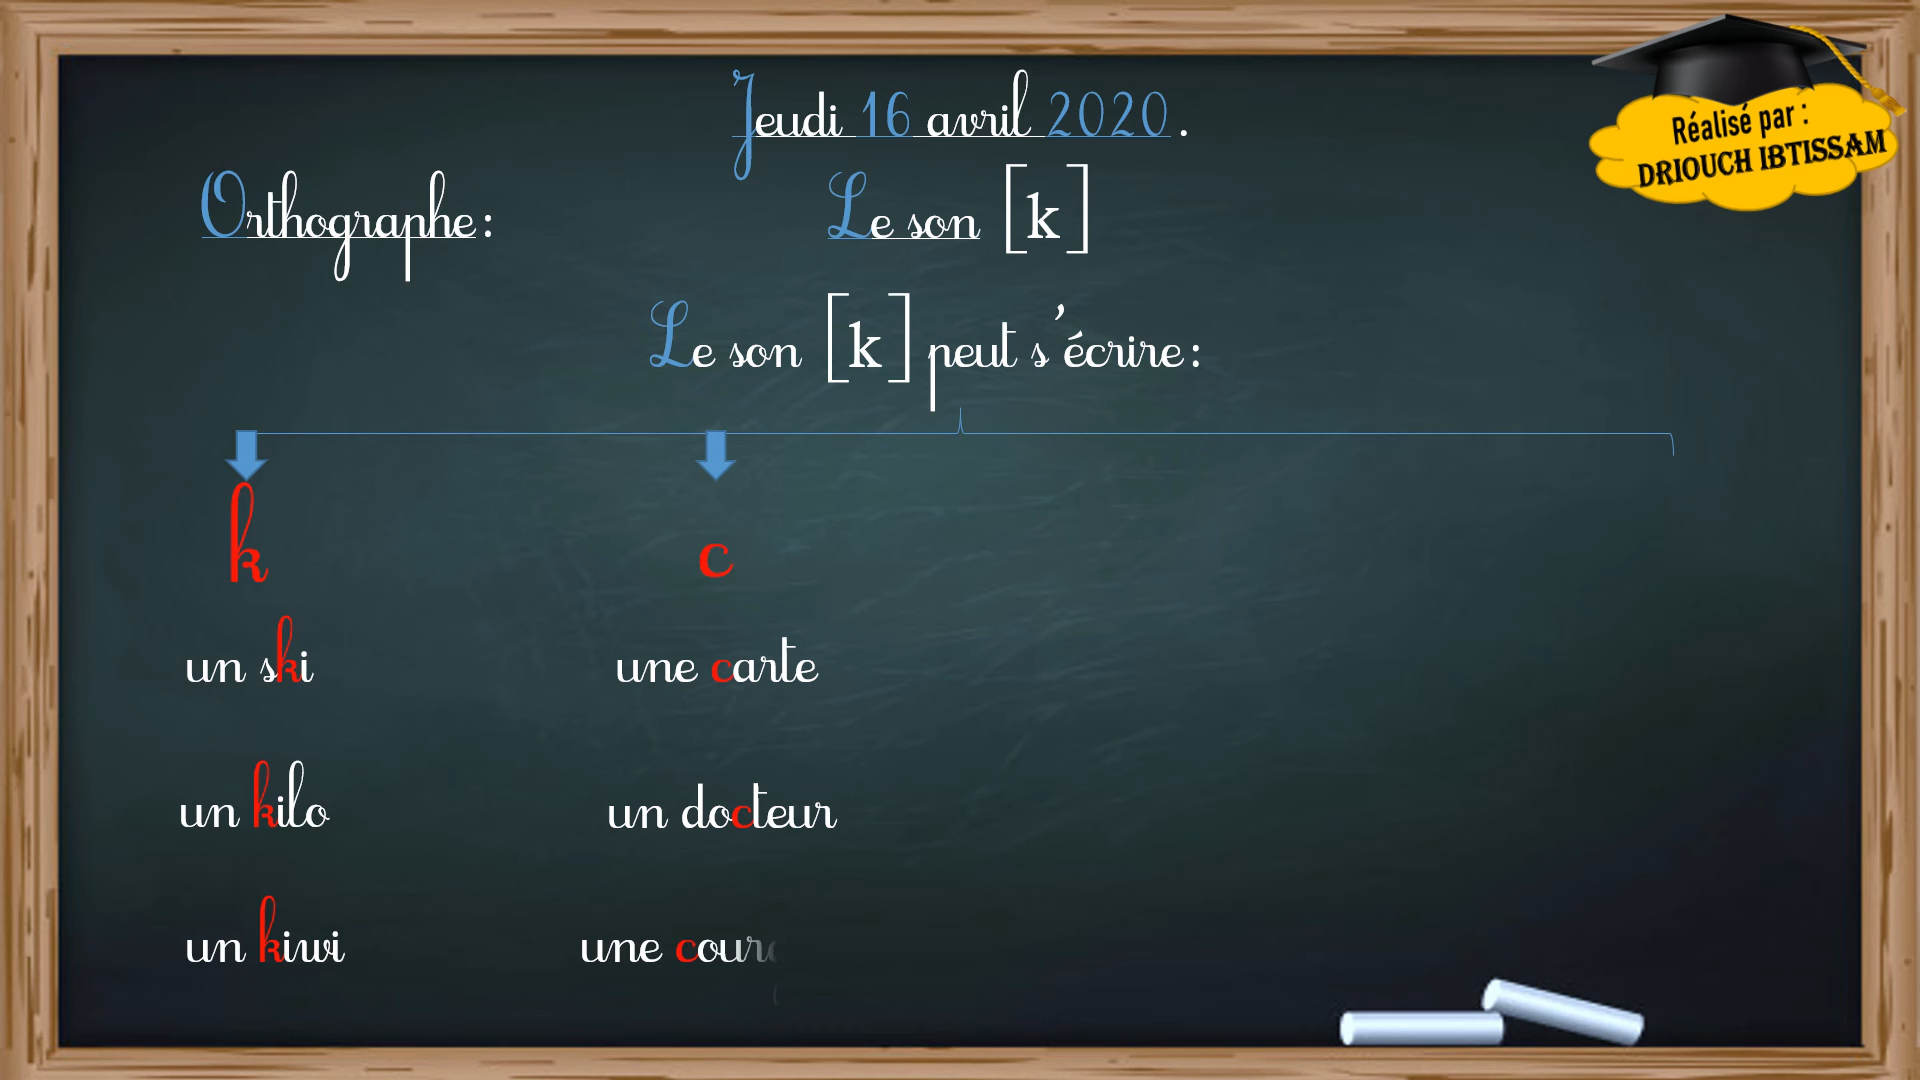 Jeudi 16 avril 2020.
Réalisé par :
DRIOUCH IBTISSAM
Orthographe: Le son [k]
Le son [k] peut s'écrire:
k c
un ski une carte
un kilo un docteur
un kiwi une